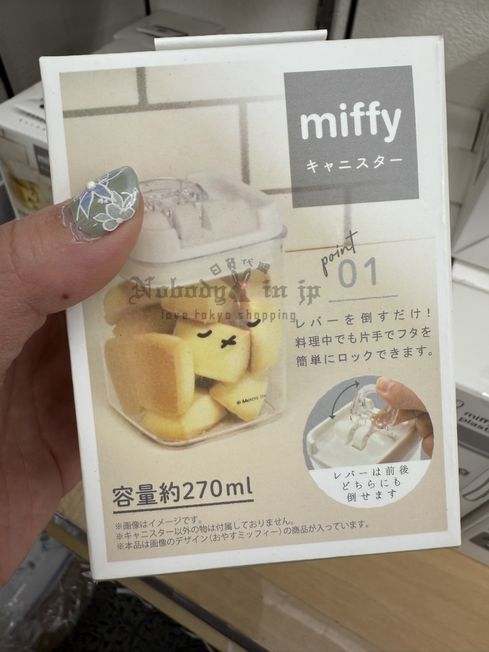 miffy
キャニスター
point
01
レバーを倒すだけ!
料理中でも片手でフタを
簡単にロックできます。
日貨代購
Nobody in jp
love tokyo shopping
レバーは前後
どちらにも
倒せます
容量約270ml
※画像はイメージです。
※キャニスター以外の物は付属しておりません。
※本品は画像のデザイン(おやすミッフィー)の商品が入っています。